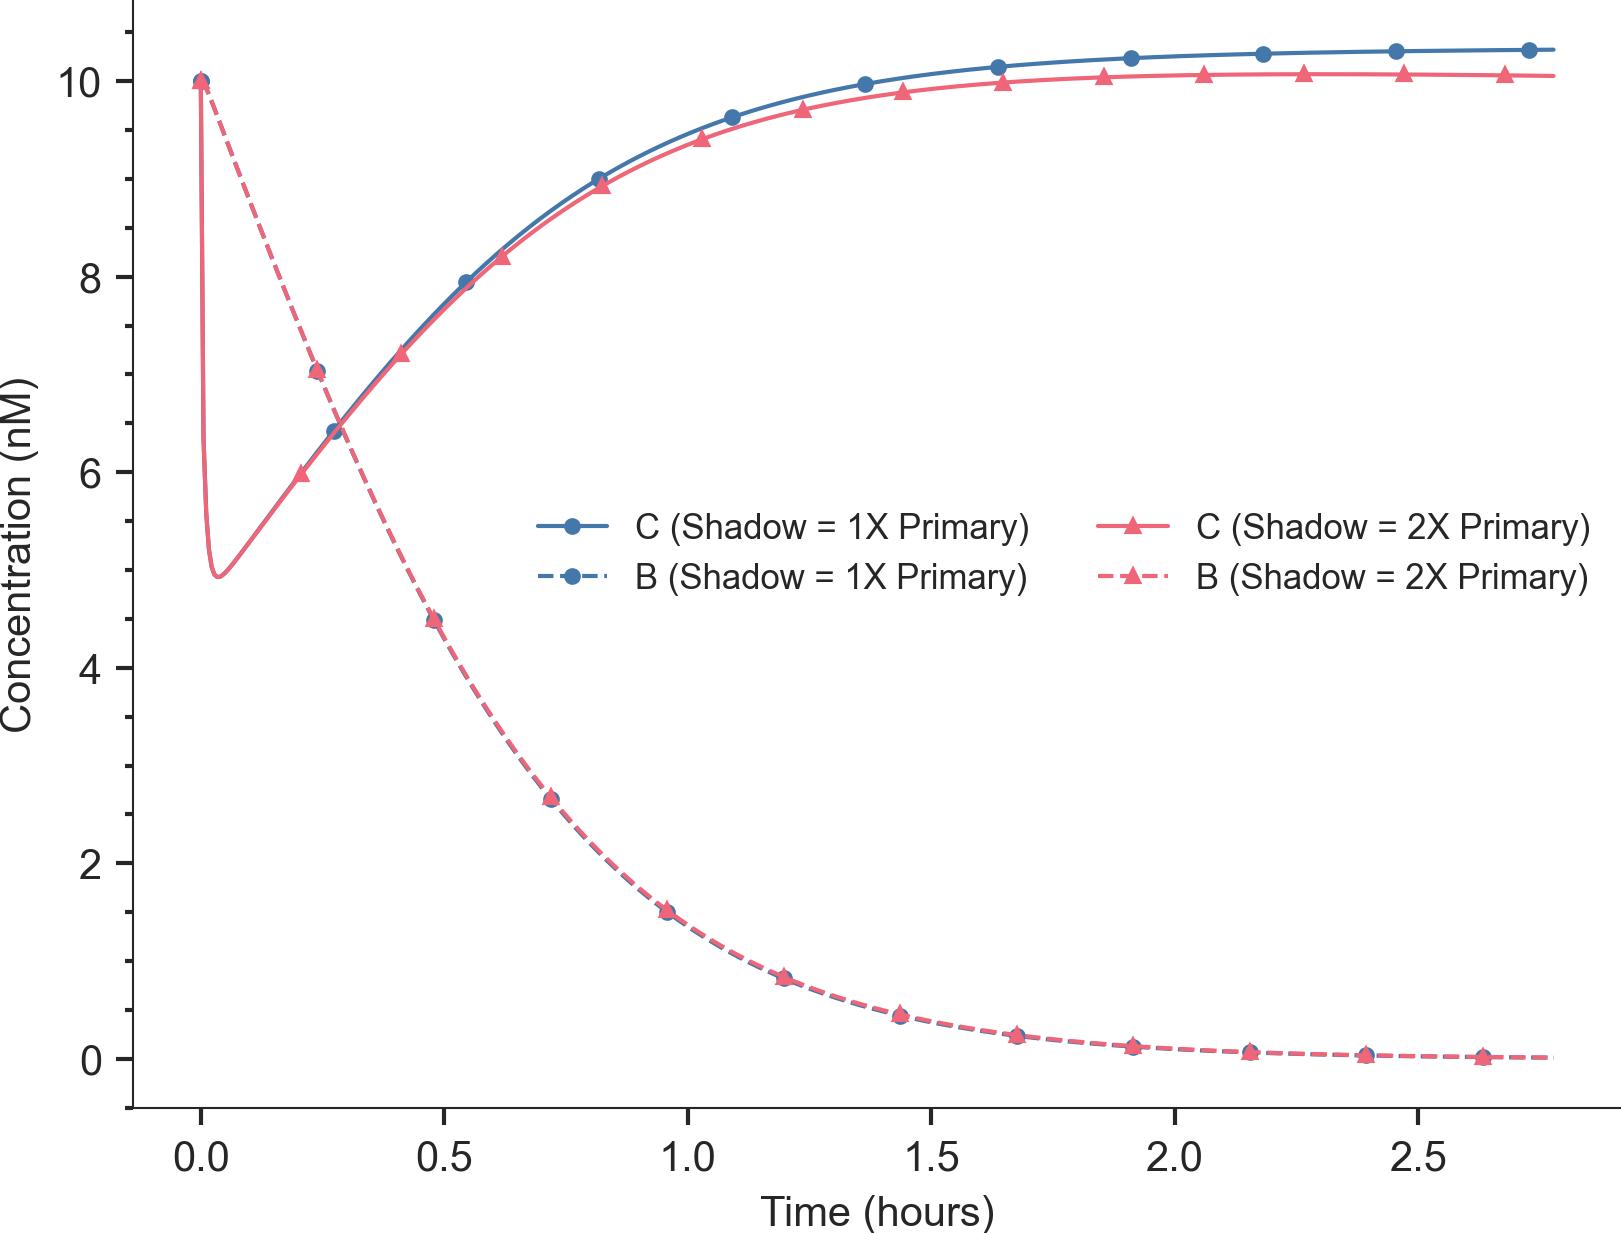 Concentration (nM)
10
8
6
4
2
0
C (Shadow = 1X Primary)
B (Shadow = 1X Primary)
C (Shadow = 2X Primary)
B (Shadow = 2X Primary)
0.0 0.5 1.0 1.5 2.0 2.5
Time (hours)